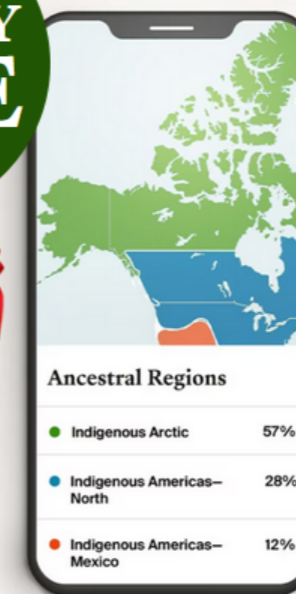 Y
E
Ancestral Regions
Indigenous Arctic 57%
Indigenous Americas—
North 28%
Indigenous Americas—
Mexico 12%